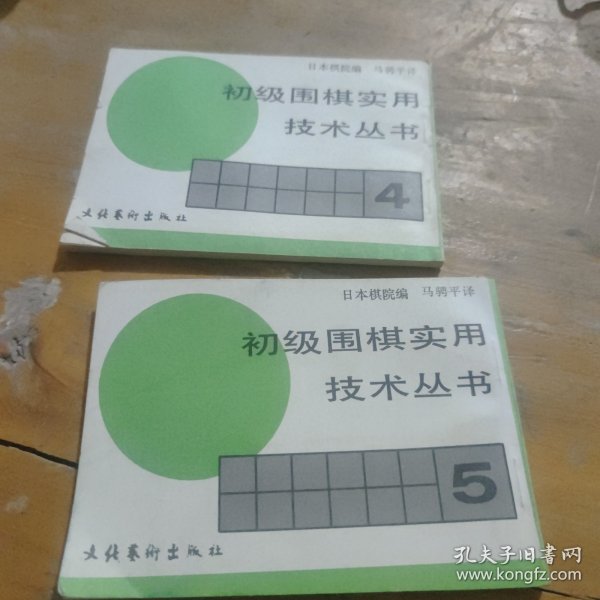 日本棋院编 马骋平译
初级围棋实用
技术丛书
4
文化艺术出版社
日本棋院编 马骋平译
初级围棋实用
技术丛书
5
文化艺术出版社
孔夫子旧书网
www.kongfz.com